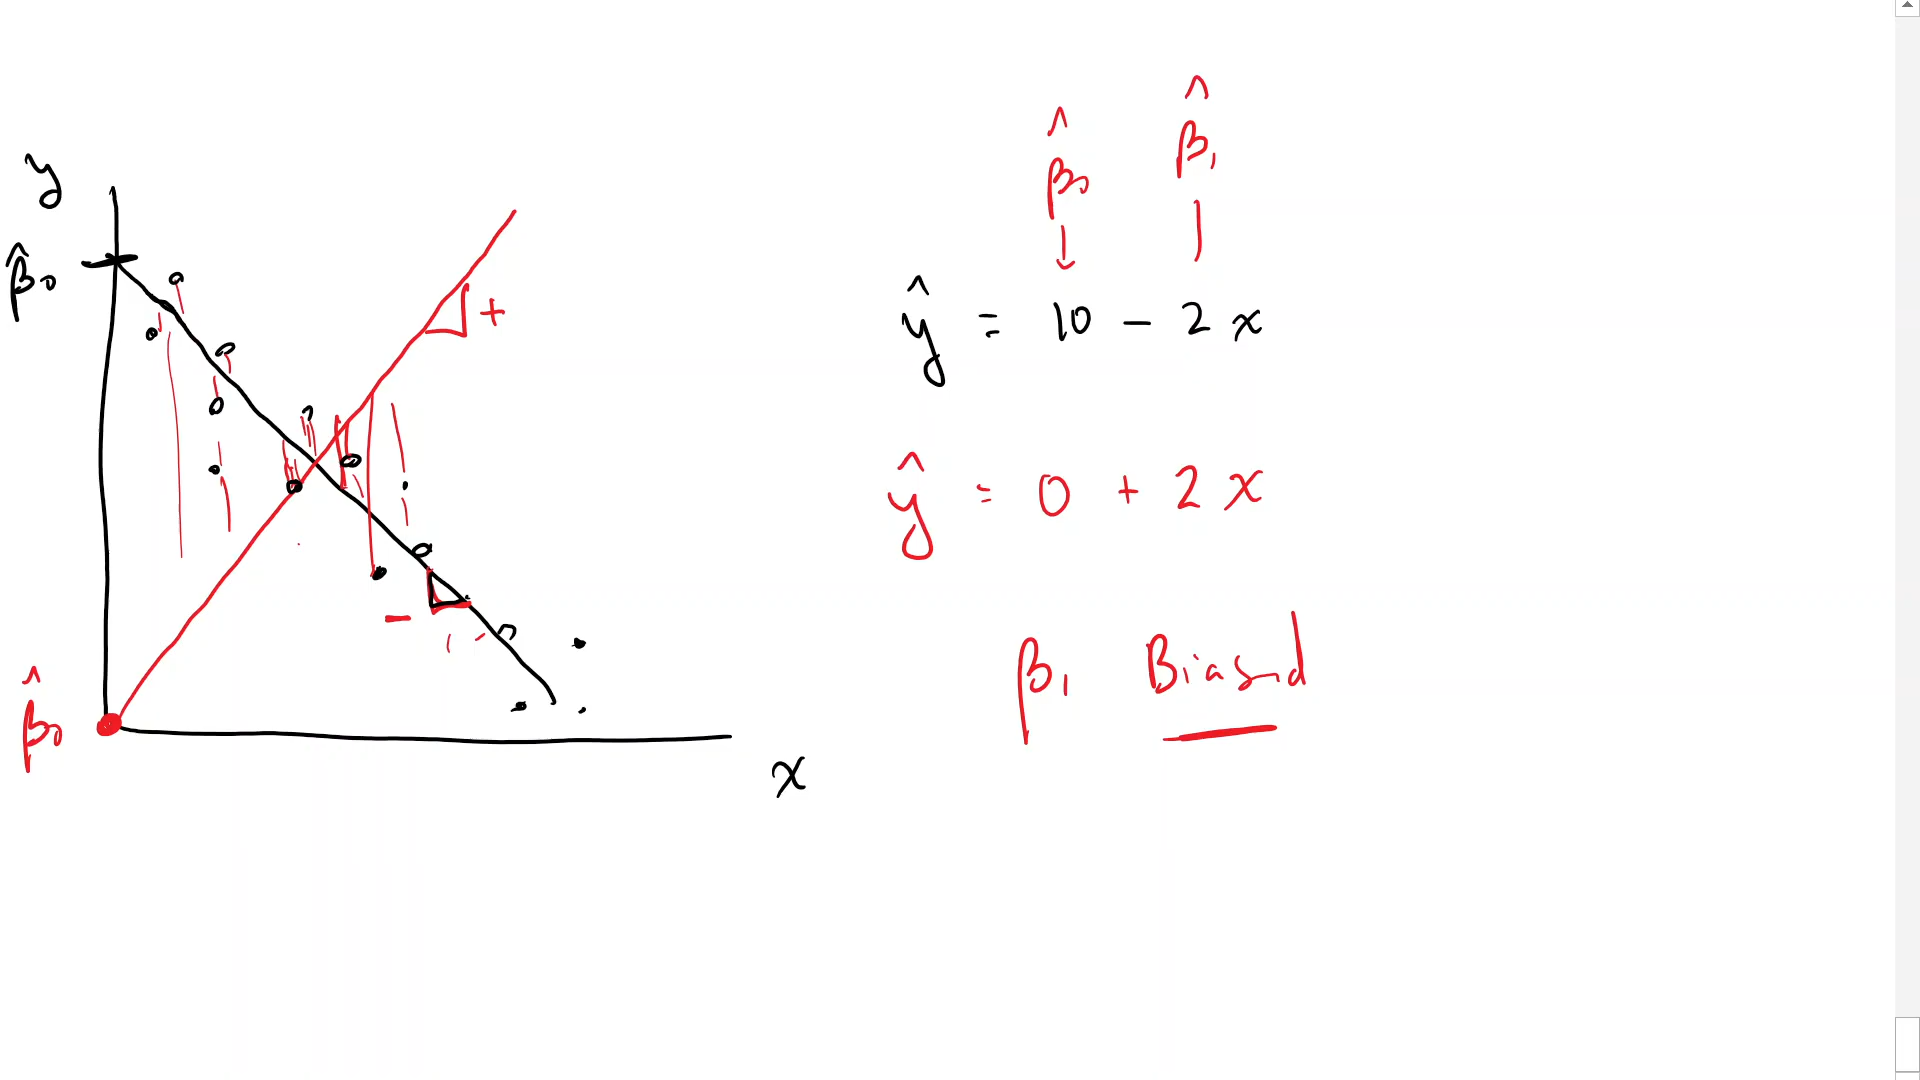 y
β̂0
+
-
β̂0
x
β̂0 β̂1
ŷ = 10 - 2x
ŷ = 0 + 2x
β1 Biased